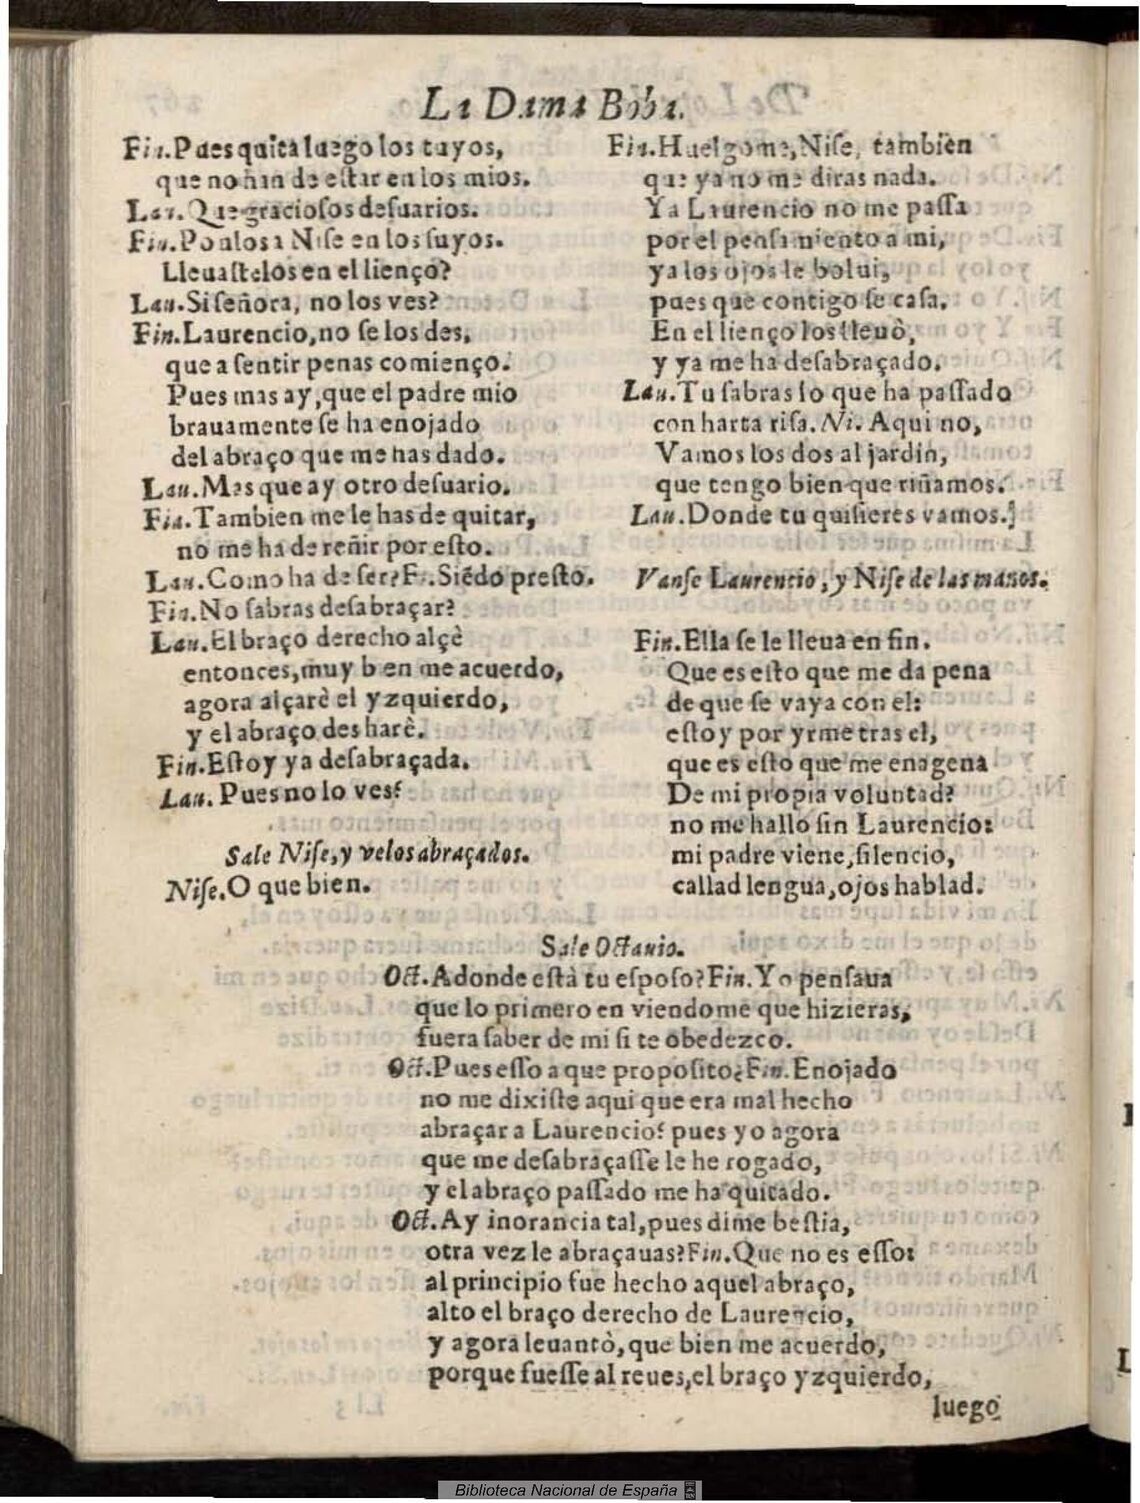 La Dama Boba.
Fin.Pues quita luego los tuyos,
que no han de eſtar en los mios.
Lau.Que gracioſos deſuarios.
Fin.Ponlos a Niſe en los ſuyos.
Lleuaſtelos en el lienço?
Lau.Si ſeñora, no los ves?
Fin.Laurencio,no ſe los des,
que a ſentir penas comienço.
Pues mas ay,que el padre mio
brauamente ſe ha enojado
del abraço que me has dado.
Lau.Mas que ay otro deſuario.
Fin.Tambien me le has de quitar,
no me ha de reñir por eſto.
Lau.Como ha de ſer?Fi.Siẽdo preſto.
Fin.No ſabras deſabraçar?
Lau.El braço derecho alçè
entonces,muy bien me acuerdo,
agora alçarè el yzquierdo,
y el abraço desharè.
Fin.Eſtoy ya deſabraçada.
Lau. Pues no lo ves?
Sale Niſe,y velos abraçados.
Niſe.O que bien.
Fin.Huelgome,Niſe, tambien
que ya no me diras nada.
Ya Laurencio no me paſſa
por el penſamiento a mi,
ya los ojos le bolui,
pues que contigo ſe caſa.
En el lienço los lleuò,
y ya me ha deſabraçado.
Lau.Tu ſabras lo que ha paſſado
con harta riſa. Ni. Aqui no,
Vamos los dos al jardin,
que tengo bien que riñamos.
Lau.Donde tu quiſieres vamos.
Vanſe Laurencio, y Niſe de las manos.
Fin.Ella ſe le lleua en fin.
Que es eſto que me da pena
de que ſe vaya con el:
eſtoy por yrme tras el,
que es eſto que me enagena
De mi propia voluntad?
no me hallo ſin Laurencio:
mi padre viene,ſilencio,
callad lengua,ojos hablad.
Sale Octauio.
Oct.Adonde eſtà tu eſpoſo?Fin.Yo penſaua
que lo primero en viendome que hizieras,
fuera ſaber de mi ſi te obedezco.
Oct.Pues eſſo a que propoſito?Fin.Enojado
no me dixiſte aqui que era mal hecho
abraçar a Laurencio? pues yo agora
que me deſabraçaſſe le he rogado,
y el abraço paſſado me ha quitado.
Oct.Ay inorancia tal,pues dime beſtia,
otra vez le abraçauas?Fin.Que no es eſſo:
al principio fue hecho aquel abraço,
alto el braço derecho de Laurencio,
y agora leuantò,que bien me acuerdo,
porque fueſſe al reues,el braço yzquierdo,
luego
Biblioteca Nacional de España